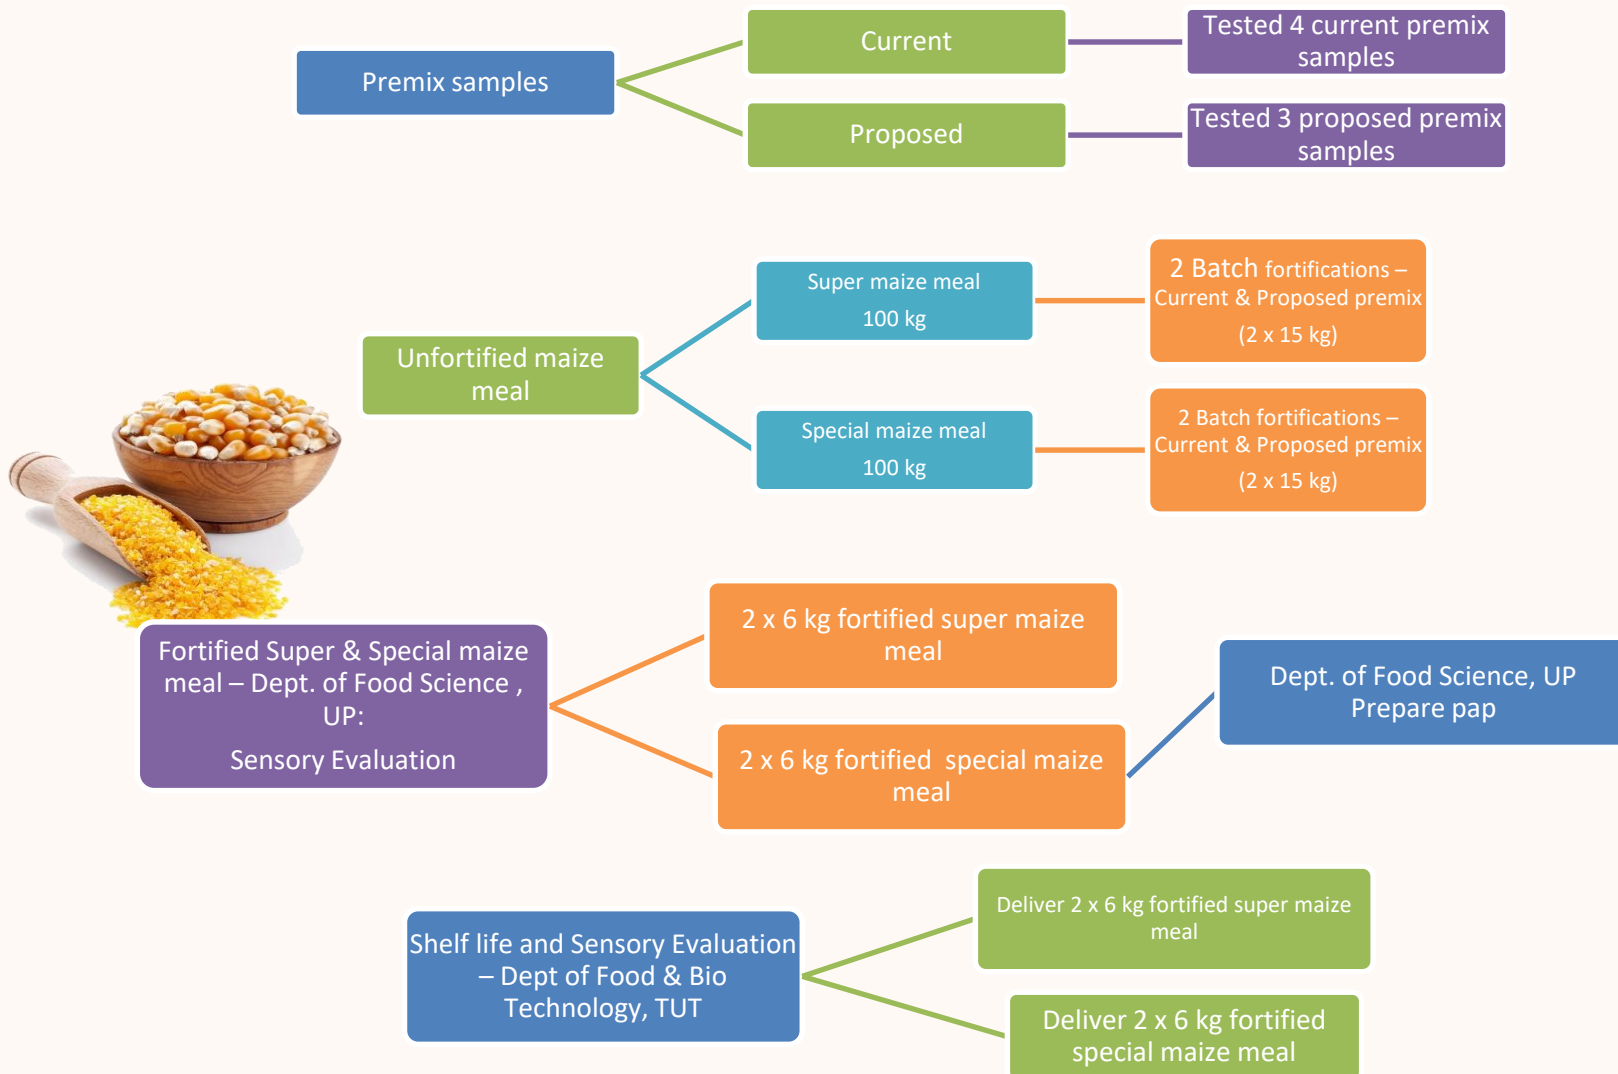 Premix samples
Current
Tested 4 current premix
samples
Proposed
Tested 3 proposed premix
samples
Unfortified maize
meal
Super maize meal
100 kg
2 Batch fortifications –
Current & Proposed premix
(2 x 15 kg)
Special maize meal
100 kg
2 Batch fortifications –
Current & Proposed premix
(2 x 15 kg)
Fortified Super & Special maize
meal – Dept. of Food Science ,
UP:
Sensory Evaluation
2 x 6 kg fortified super maize
meal
2 x 6 kg fortified  special maize
meal
Dept. of Food Science, UP
Prepare pap
Shelf life and Sensory Evaluation
– Dept of Food & Bio
Technology, TUT
Deliver 2 x 6 kg fortified super maize
meal
Deliver 2 x 6 kg fortified
special maize meal